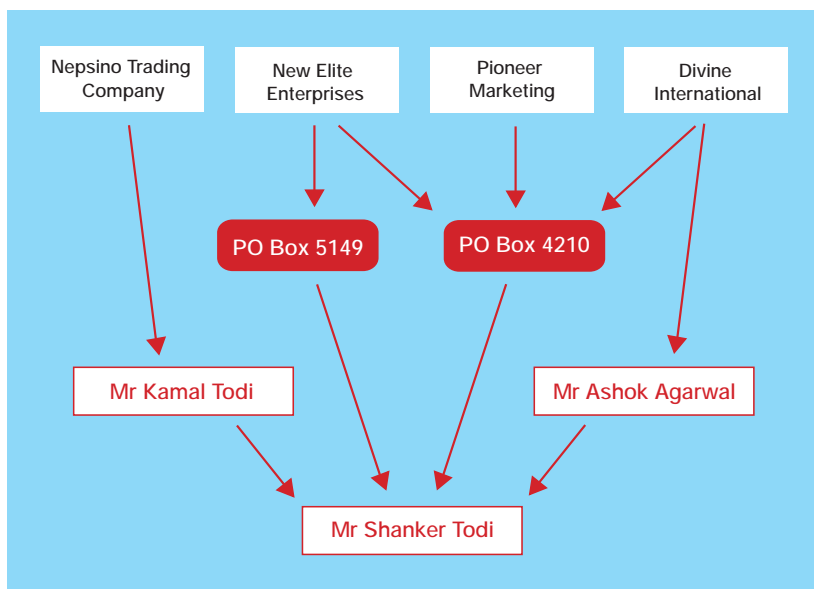 Nepsino Trading
Company
New Elite
Enterprises
Pioneer
Marketing
Divine
International
PO Box 5149
PO Box 4210
Mr Kamal Todi
Mr Ashok Agarwal
Mr Shanker Todi